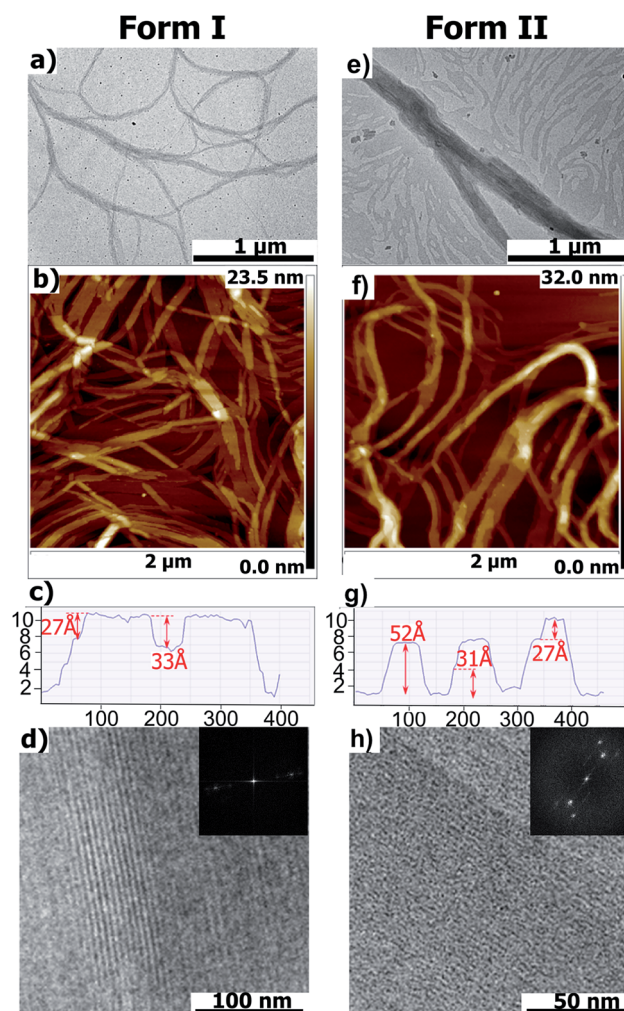 Form I
Form II
a)
1 µm
e)
1 µm
b)
23.5 nm
2 µm
0.0 nm
f)
32.0 nm
2 µm
0.0 nm
c)
10
8
6
4
2
27Å
33Å
100 200 300 400
g)
10
8
6
4
2
52Å
31Å
27Å
100 200 300 400
d)
100 nm
h)
50 nm